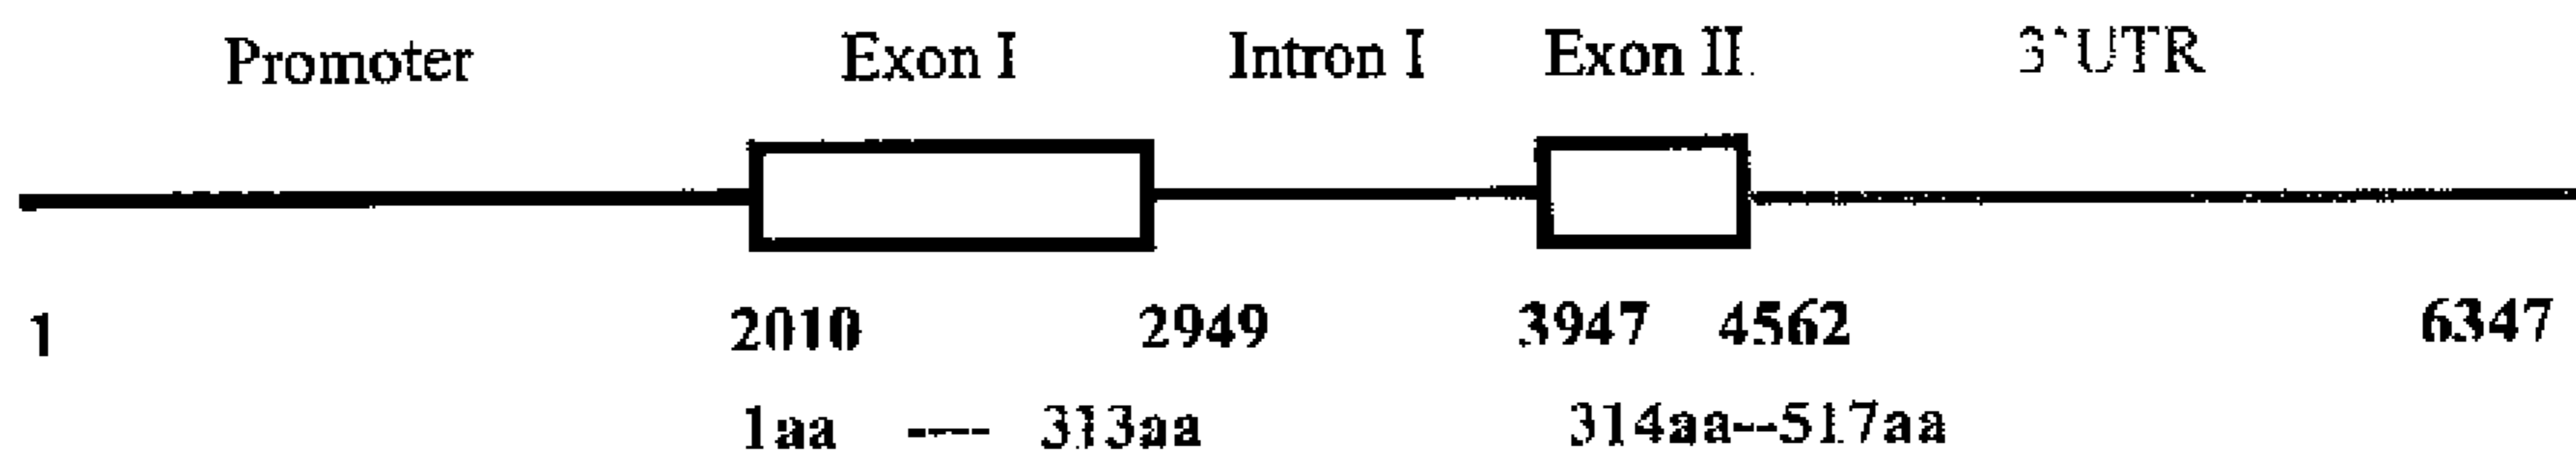 Promoter Exon I Intron I Exon II 3`UTR
1 2010 2949 3947 4562 6347
1aa ---- 313aa 314aa--517aa